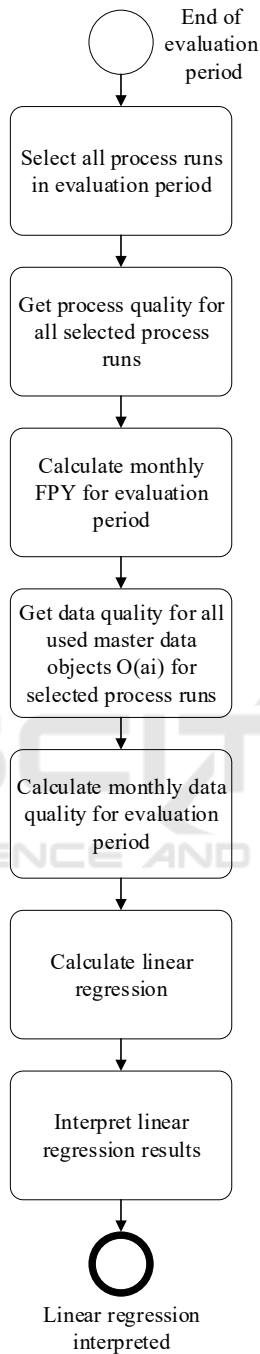 End of
evaluation
period
Select all process runs
in evaluation period
Get process quality for
all selected process
runs
Calculate monthly
FPY for evaluation
period
Get data quality for all
used master data
objects O(ai) for
selected process runs
Calculate monthly data
quality for evaluation
period
Calculate linear
regression
Interpret linear
regression results
Linear regression
interpreted